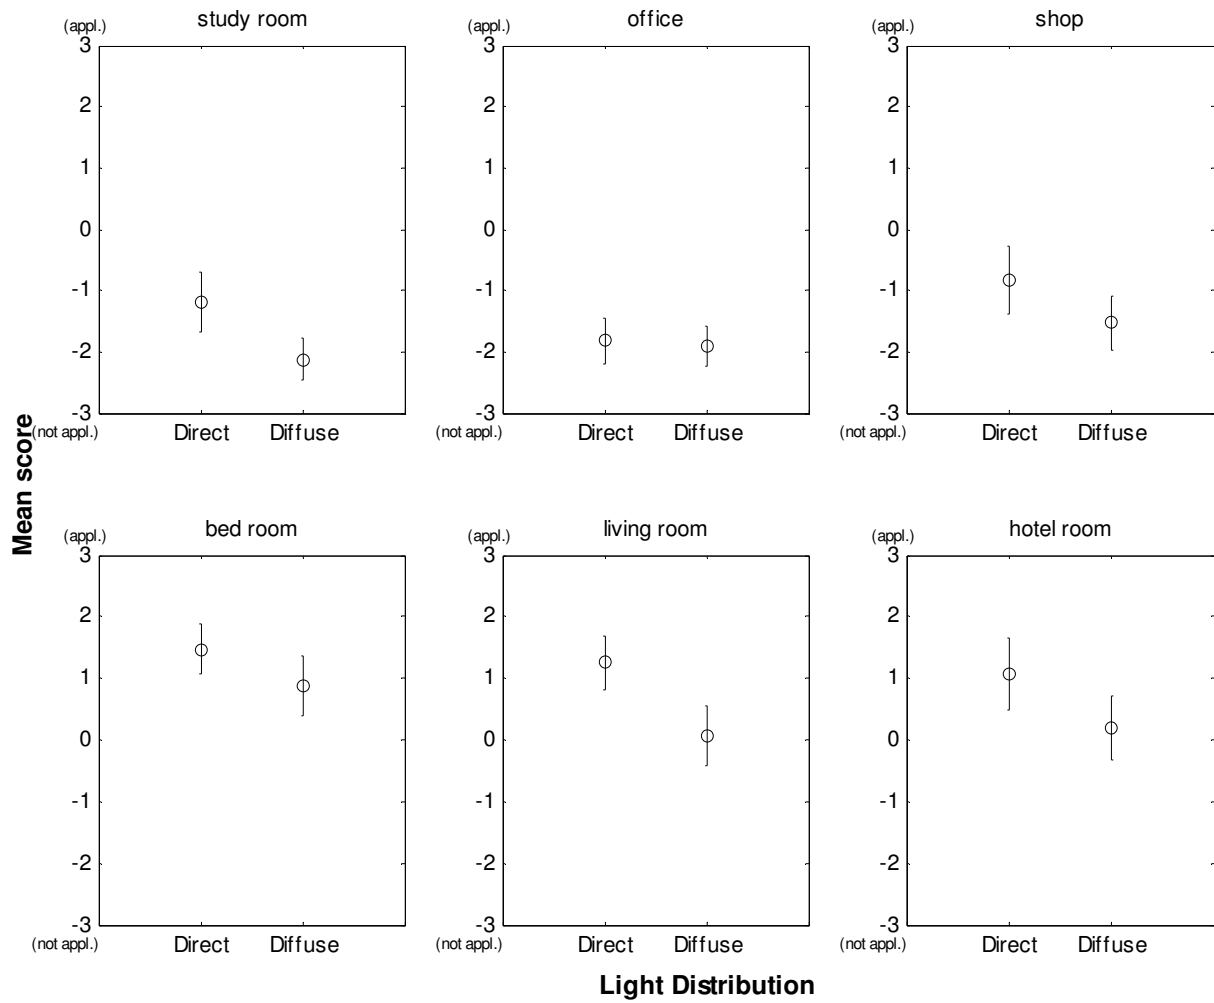 study room office shop
(appl.) (appl.) (appl.)
3 3 3
2 2 2
1 1 1
0 0 0
-1 -1 -1
-2 -2 -2
-3 -3 -3
(not appl.) Direct Diffuse (not appl.) Direct Diffuse (not appl.) Direct Diffuse
Mean score
bed room living room hotel room
(appl.) (appl.) (appl.)
3 3 3
2 2 2
1 1 1
0 0 0
-1 -1 -1
-2 -2 -2
-3 -3 -3
(not appl.) Direct Diffuse (not appl.) Direct Diffuse (not appl.) Direct Diffuse
Light Distribution